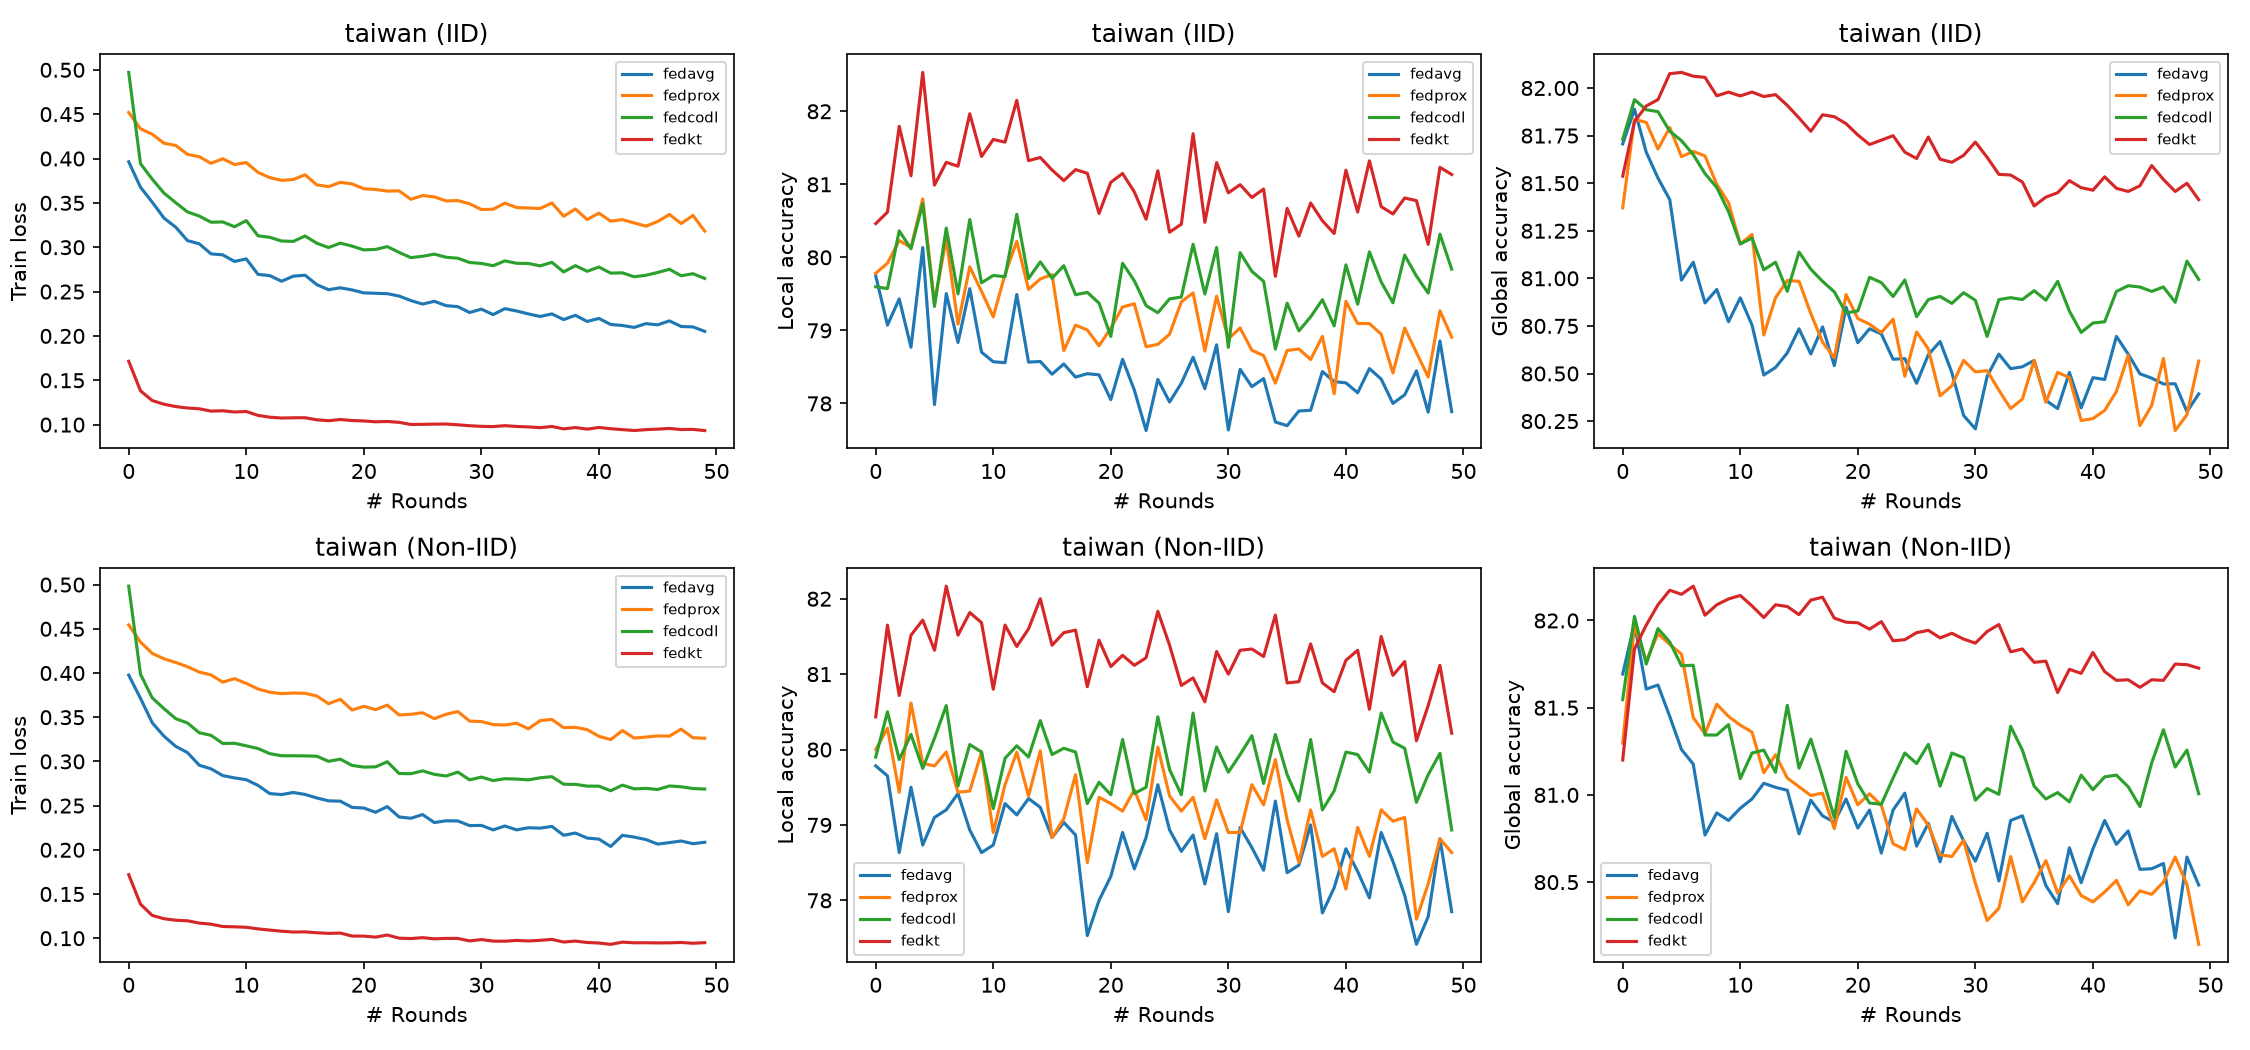 taiwan (IID)
Train loss
0.50
0.45
0.40
0.35
0.30
0.25
0.20
0.15
0.10
fedavg
fedprox
fedcodl
fedkt
0 10 20 30 40 50
# Rounds
taiwan (IID)
Local accuracy
82
81
80
79
78
fedavg
fedprox
fedcodl
fedkt
0 10 20 30 40 50
# Rounds
taiwan (IID)
Global accuracy
82.00
81.75
81.50
81.25
81.00
80.75
80.50
80.25
fedavg
fedprox
fedcodl
fedkt
0 10 20 30 40 50
# Rounds
taiwan (Non-IID)
Train loss
0.50
0.45
0.40
0.35
0.30
0.25
0.20
0.15
0.10
fedavg
fedprox
fedcodl
fedkt
0 10 20 30 40 50
# Rounds
taiwan (Non-IID)
Local accuracy
82
81
80
79
78
fedavg
fedprox
fedcodl
fedkt
0 10 20 30 40 50
# Rounds
taiwan (Non-IID)
Global accuracy
82.0
81.5
81.0
80.5
fedavg
fedprox
fedcodl
fedkt
0 10 20 30 40 50
# Rounds